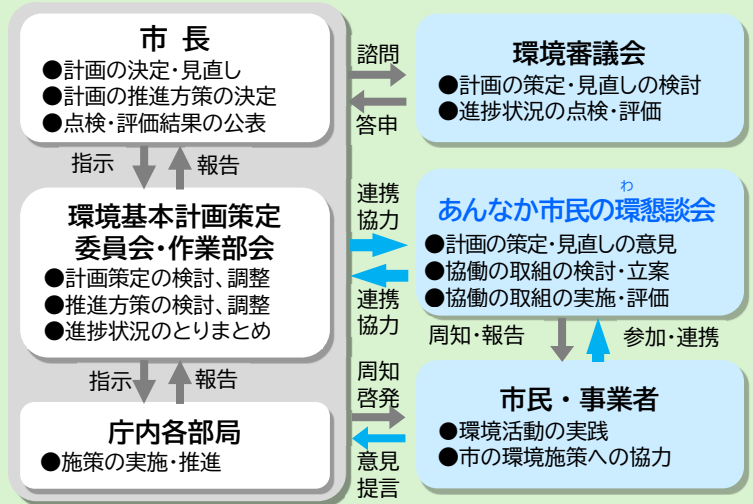 市 長
●計画の決定・見直し
●計画の推進方策の決定
●点検・評価結果の公表
諮問
答申
環境審議会
●計画の策定・見直しの検討
●進捗状況の点検・評価
指示
報告
環境基本計画策定
委員会・作業部会
●計画策定の検討、調整
●推進方策の検討、調整
●進捗状況のとりまとめ
連携
協力
連携
協力
わ
あんなか市民の環懇談会
●計画の策定・見直しの意見
●協働の取組の検討・立案
●協働の取組の実施・評価
周知・報告
参加・連携
指示
報告
庁内各部局
●施策の実施・推進
周知
啓発
意見
提言
市民・事業者
●環境活動の実践
●市の環境施策への協力